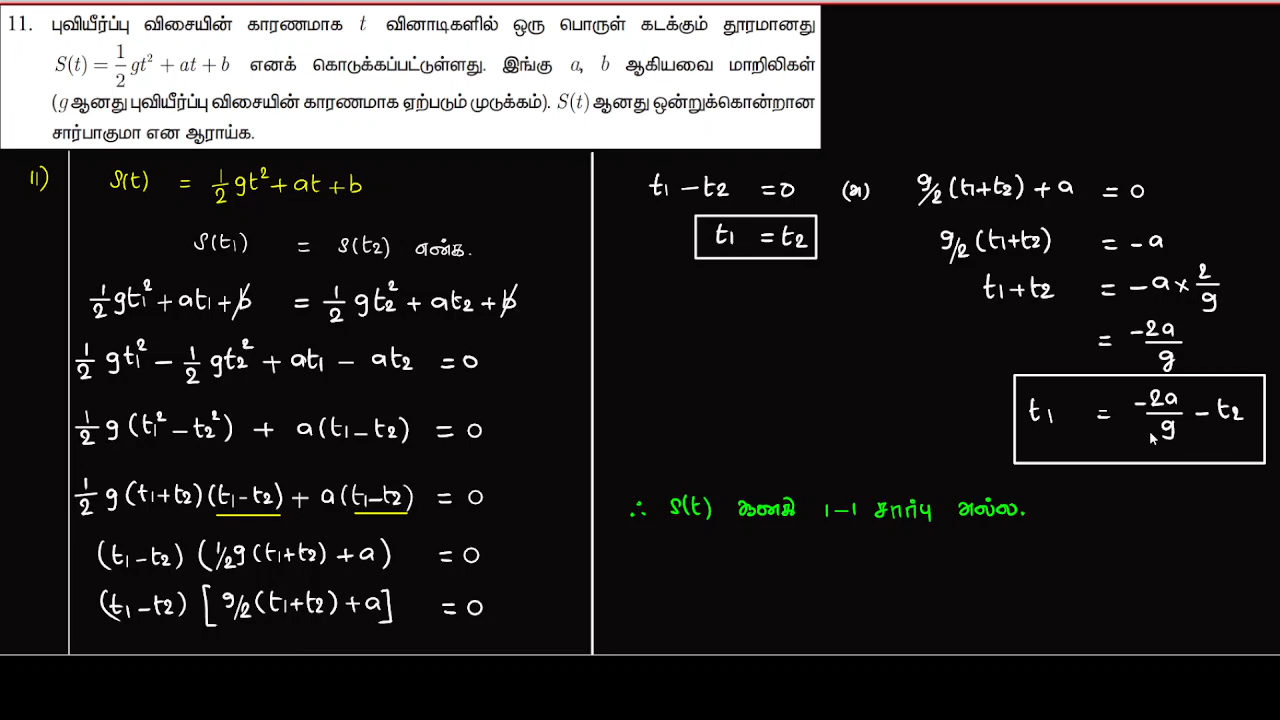 11. புவியீர்ப்பு விசையின் காரணமாக t வினாடிகளில் ஒரு பொருள் கடக்கும் தூரமானது
S(t) = 1/2 gt² + at + b எனக் கொடுக்கப்பட்டுள்ளது. இங்கு a, b ஆகியவை மாறிலிகள்
(g ஆனது புவியீர்ப்பு விசையின் காரணமாக ஏற்படும் முடுக்கம்). S(t) ஆனது ஒன்றுக்கொன்றான
சார்பாகுமா என ஆராய்க.
11) S(t) = 1/2 gt² + at + b
S(t₁) = S(t₂) என்க.
1/2 gt₁² + at₁ + b = 1/2 gt₂² + at₂ + b
1/2 gt₁² − 1/2 gt₂² + at₁ − at₂ = 0
1/2 g (t₁² − t₂²) + a(t₁ − t₂) = 0
1/2 g (t₁+t₂) (t₁−t₂) + a(t₁−t₂) = 0
(t₁−t₂) (1/2 g (t₁+t₂) + a) = 0
(t₁−t₂) [g/2 (t₁+t₂) + a] = 0
t₁ − t₂ = 0 (அ) g/2 (t₁+t₂) + a = 0
t₁ = t₂
g/2 (t₁+t₂) = −a
t₁+t₂ = −a × 2/g
= −2a/g
t₁ = −2a/g − t₂
∴ S(t) ஆனது 1−1 சார்பு அல்ல.